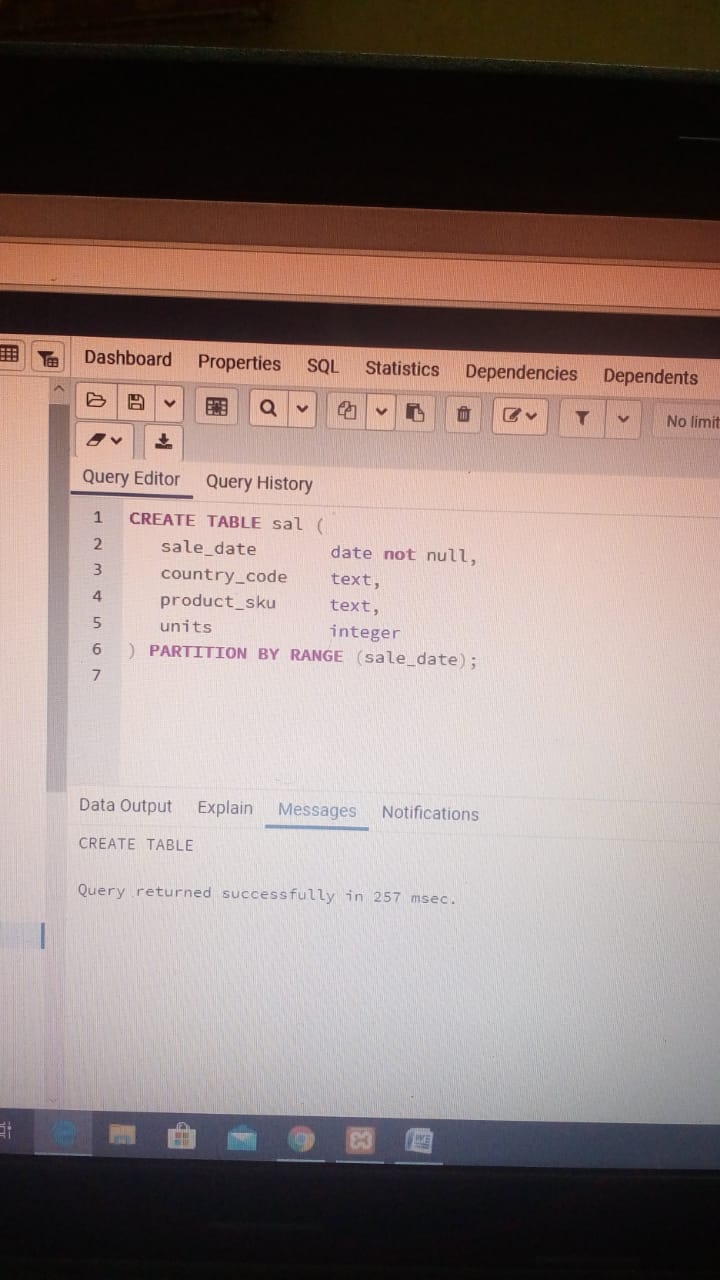 Dashboard Properties SQL Statistics Dependencies Dependents
No limit
Query Editor Query History
1 CREATE TABLE sal (
2 sale_date date not null,
3 country_code text,
4 product_sku text,
5 units integer
6 ) PARTITION BY RANGE (sale_date);
7
Data Output Explain Messages Notifications
CREATE TABLE
Query returned successfully in 257 msec.